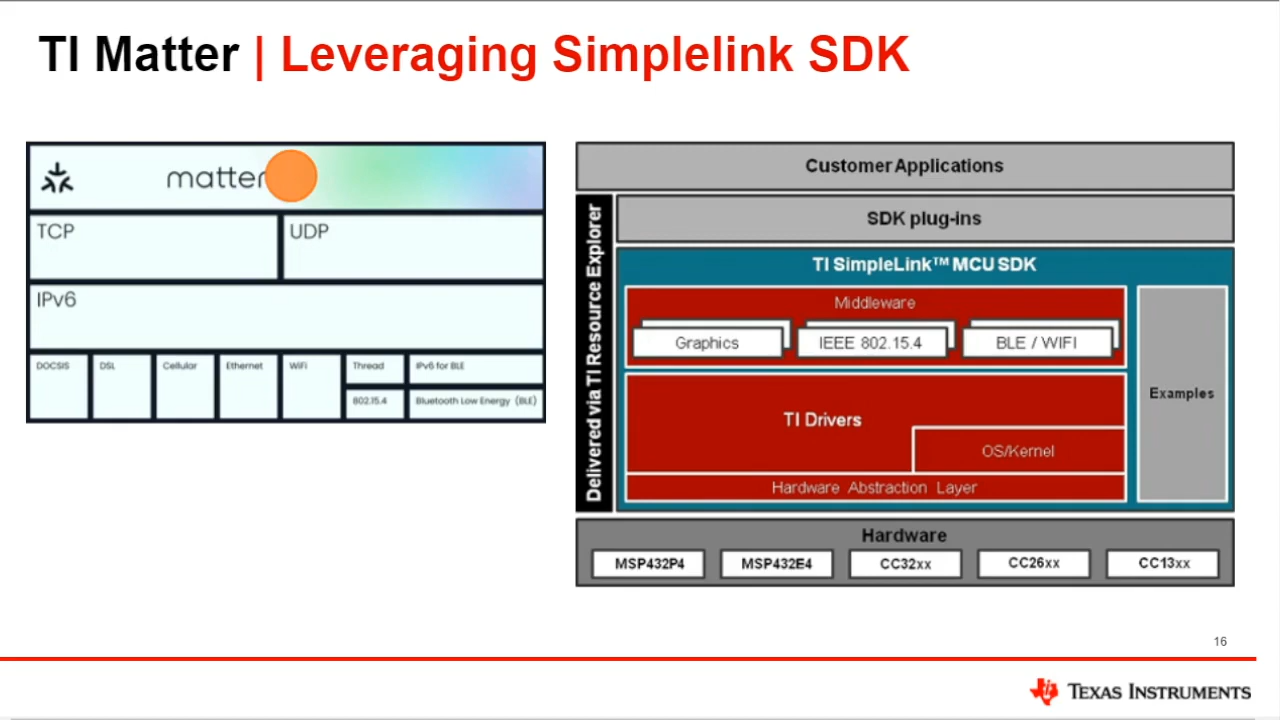 TI Matter | Leveraging Simplelink SDK
matter
TCP
UDP
IPv6
DOCSIS
DSL
Cellular
Ethernet
WiFi
Thread
IPv6 for BLE
802.15.4
Bluetooth Low Energy (BLE)
Customer Applications
Delivered via TI Resource Explorer
SDK plug-ins
TI SimpleLink™ MCU SDK
Middleware
Graphics
IEEE 802.15.4
BLE / WIFI
TI Drivers
OS/Kernel
Hardware Abstraction Layer
Examples
Hardware
MSP432P4
MSP432E4
CC32xx
CC26xx
CC13xx
16
TEXAS INSTRUMENTS